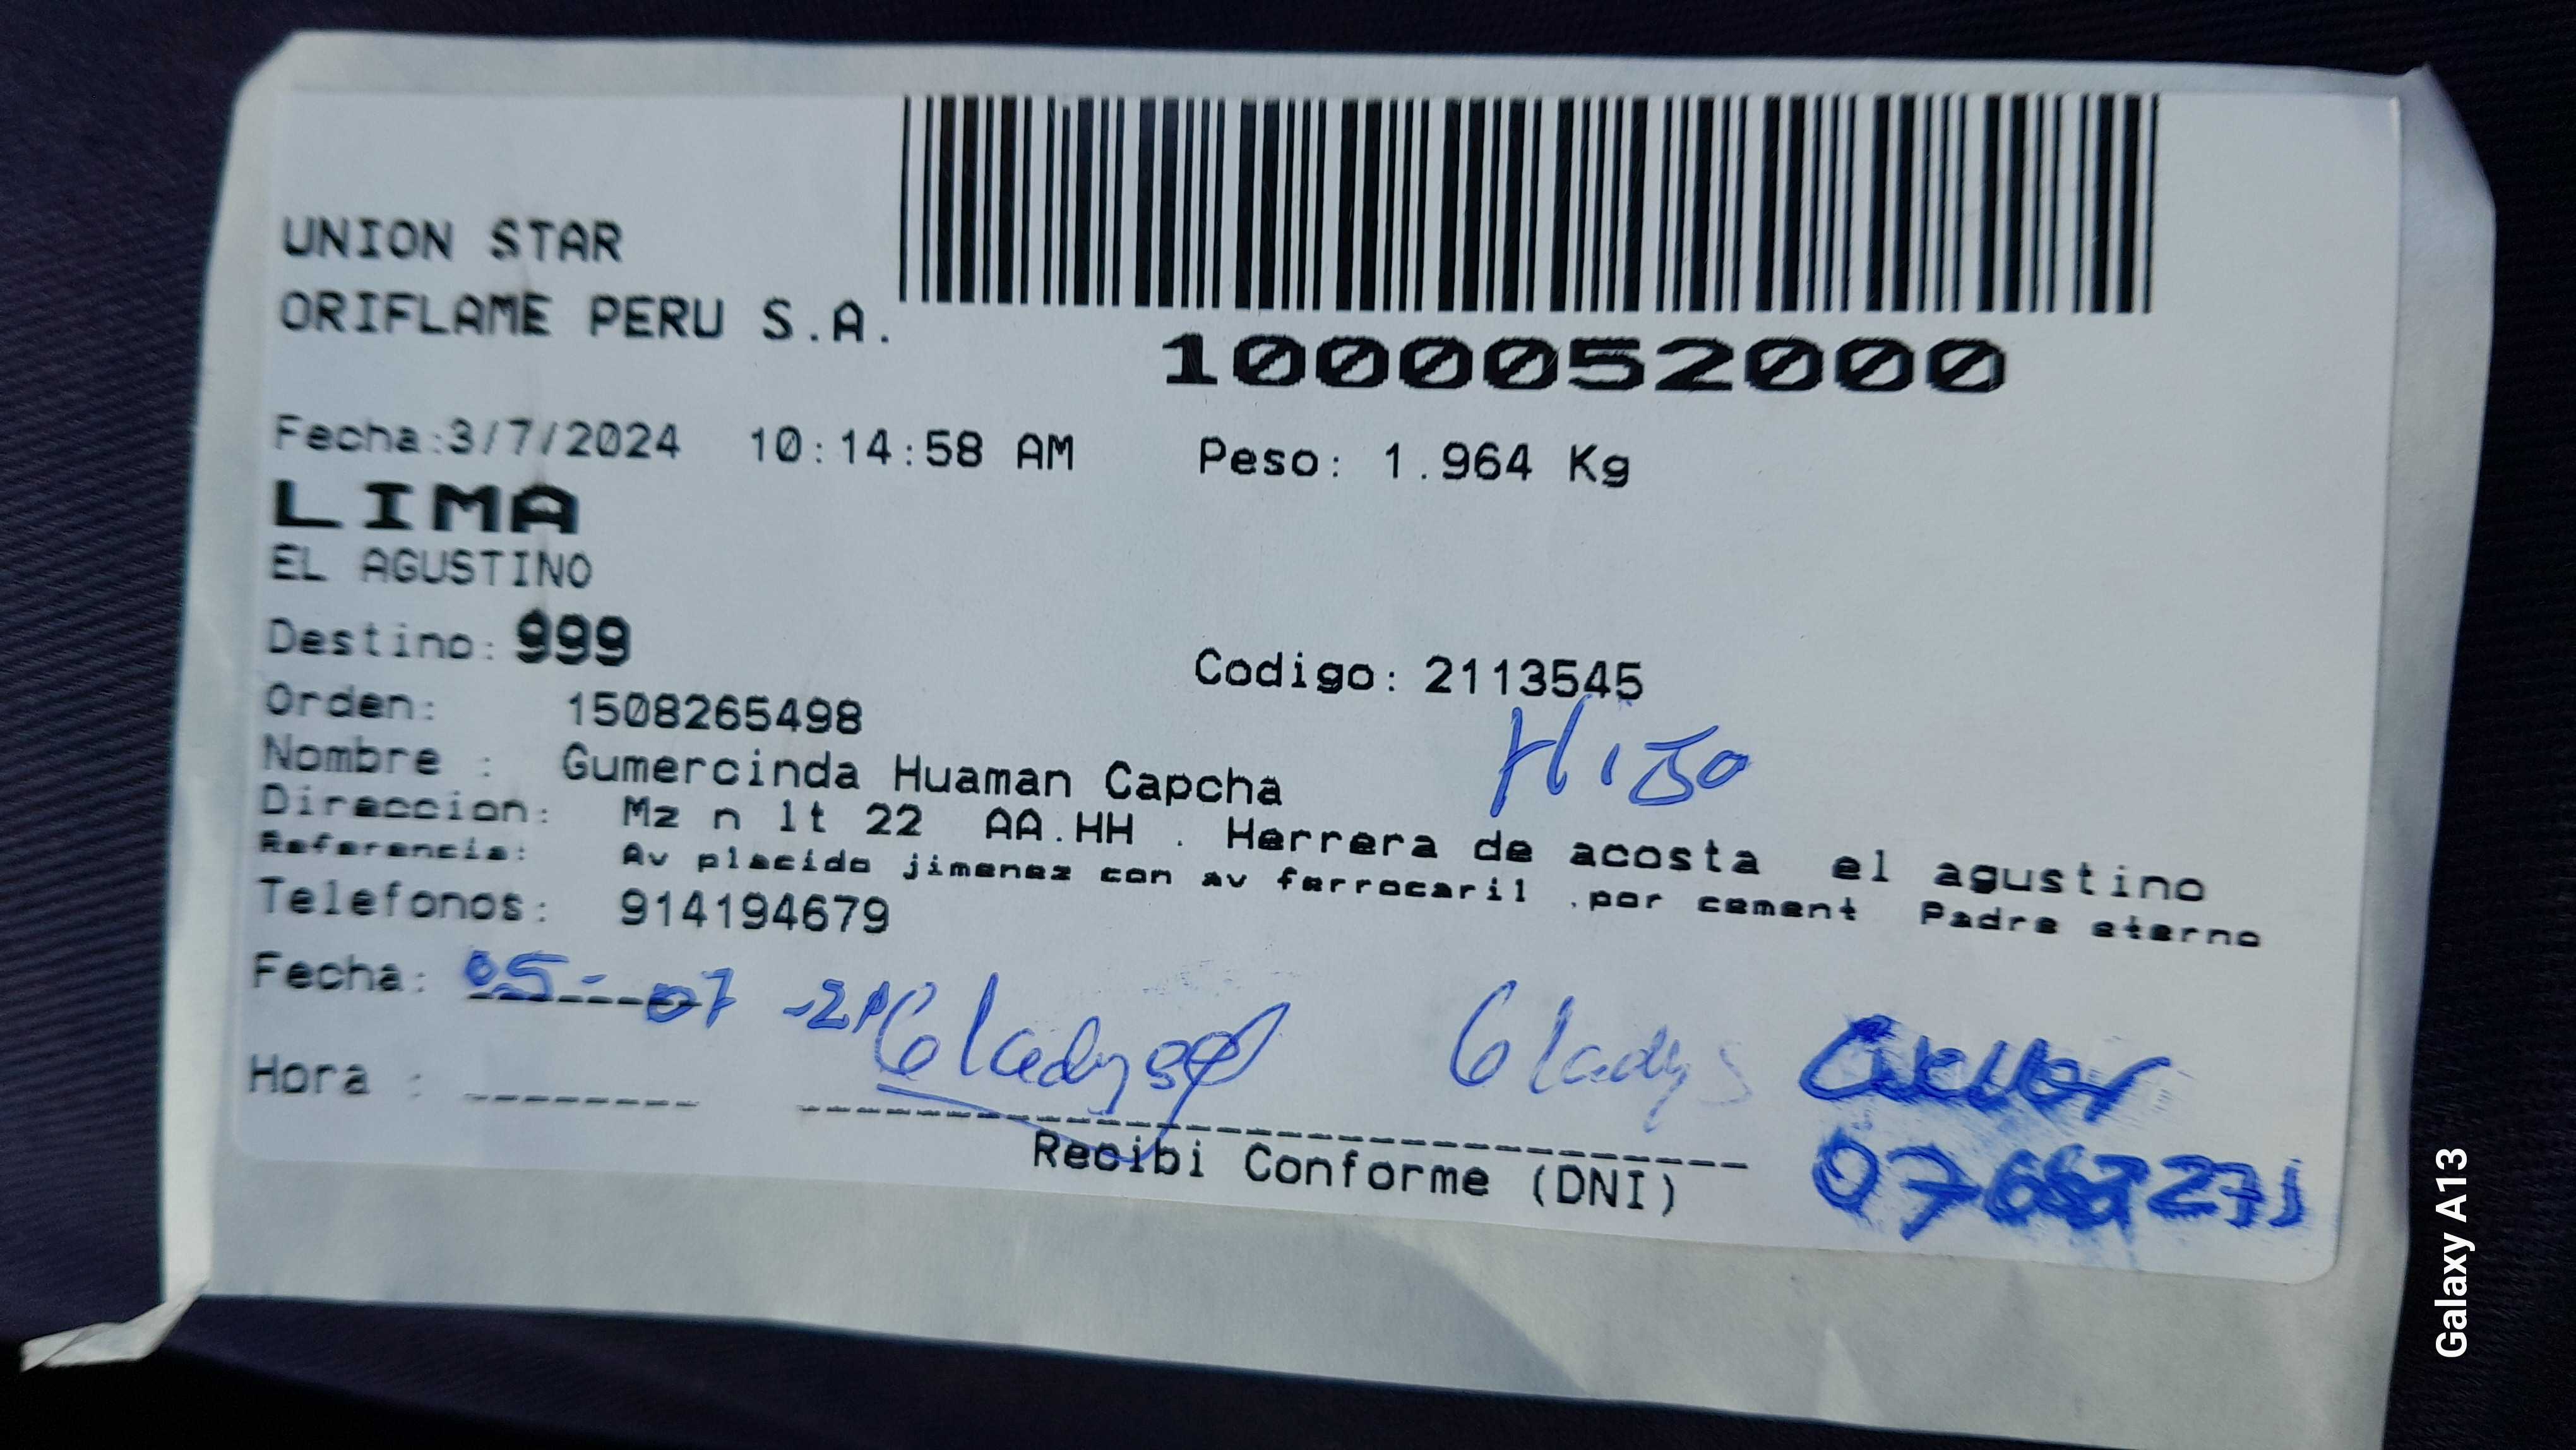 UNION STAR
ORIFLAME PERU S.A.
1000052000
Fecha:3/7/2024 10:14:58 AM Peso: 1.964 Kg
LIMA
EL AGUSTINO
Destino: 999
Codigo: 2113545
Orden: 1508265498
HiJo
Nombre : Gumercinda Huaman Capcha
Direccion: Mz n lt 22 AA.HH . Herrera de acosta el agustino
Referencia: Av placido jimenez con av ferrocaril .por cement Padre eterno
Telefonos: 914194679
Fecha: 05-07
Gladys
Hora :
Recibi Conforme (DNI)
Galaxy A13